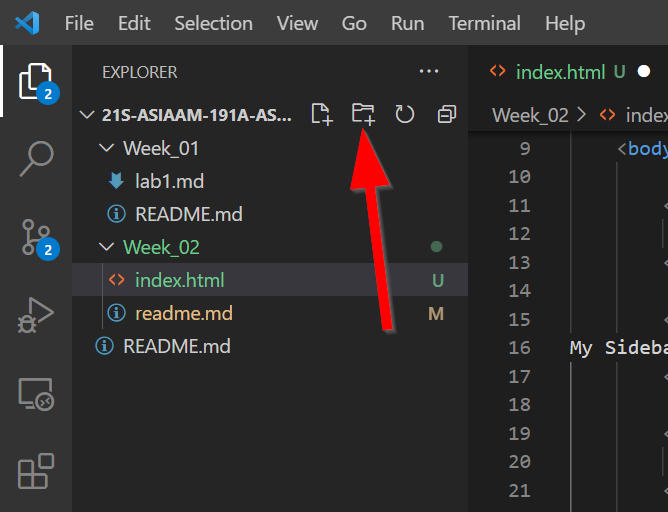 File Edit Selection View Go Run Terminal Help
EXPLORER ···
index.html U
21S-ASIAAM-191A-AS...
Week_02 > <> index
Week_01
lab1.md
README.md
Week_02
index.html U
readme.md M
README.md
2
2
9 <body
10
11 <
12
13 <
14
15 <
16 My Sideba
17 <
18
19 <
20
21 <